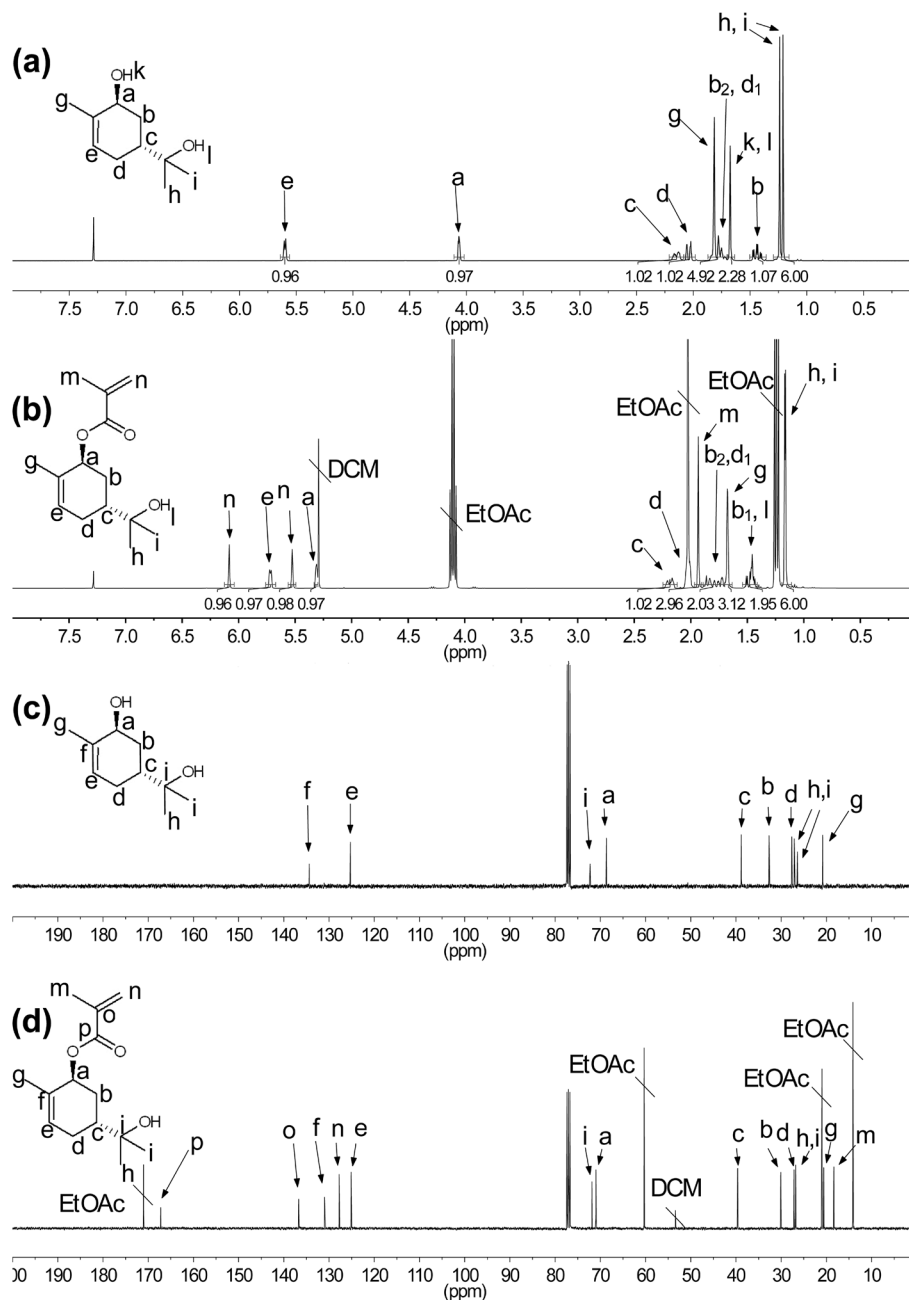 (a)
OHk
g
a
b
c
OH
l
e
d
i
h
h, i
b2, d1
g
k, l
e
a
d
b
c
0.96
0.97
1.02
1.02
4.92
2.28
1.07
6.00
7.5 7.0 6.5 6.0 5.5 5.0 4.5 4.0 3.5 3.0 2.5 2.0 1.5 1.0 0.5
(ppm)
(b)
m
n
O
O
g
a
b
c
OH
l
e
d
i
h
EtOAc
EtOAc
h, i
m
DCM
n
e
n
a
EtOAc
b2,d1
g
d
b1, l
c
0.96
0.97
0.98
0.97
1.02
2.96
2.03
3.12
1.95
6.00
7.5 7.0 6.5 6.0 5.5 5.0 4.5 4.0 3.5 3.0 2.5 2.0 1.5 1.0 0.5
(ppm)
(c)
OH
g
a
f
b
c
i
OH
e
d
i
h
f
e
i
a
c
b
d
h,i
g
190 180 170 160 150 140 130 120 110 100 90 80 70 60 50 40 30 20 10
(ppm)
(d)
m
n
o
p
O
O
g
a
f
b
c
i
OH
e
d
i
h
EtOAc
p
o
f
n
e
i
a
EtOAc
DCM
c
b
d
h,i
EtOAc
g
EtOAc
m
00 190 180 170 160 150 140 130 120 110 100 90 80 70 60 50 40 30 20 10
(ppm)